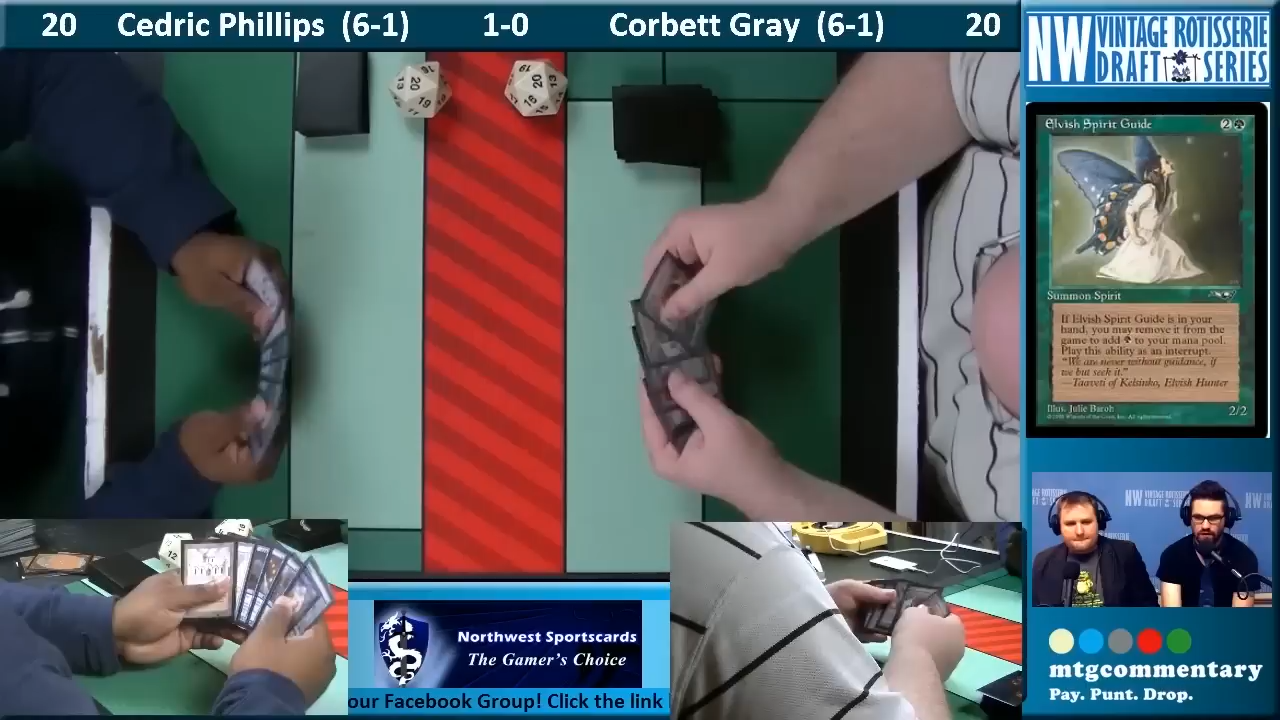 20 Cedric Phillips (6-1) 1-0 Corbett Gray (6-1) 20
NW VINTAGE ROTISSERIE
DRAFT SERIES
Elvish Spirit Guide 2
Summon Spirit
If Elvish Spirit Guide is in your
hand, you may remove it from the
game to add to your mana pool.
Play this ability as an interrupt.
"We are never without guidance, if
we but seek it."
—Taaveti of Kelsinko, Elvish Hunter
Illus. Julie Baroh
2/2
Northwest Sportscards
The Gamer's Choice
our Facebook Group! Click the link
mtgcommentary
Pay. Punt. Drop.